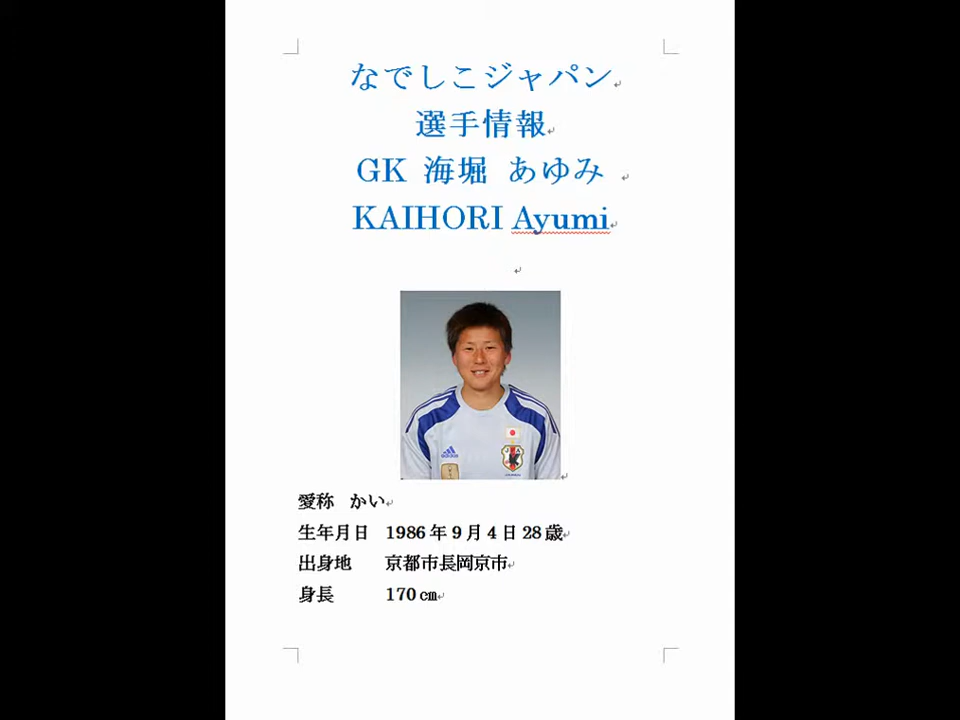 なでしこジャパン
選手情報
GK 海堀 あゆみ
KAIHORI Ayumi
愛称 かい
生年月日 1986年9月4日28歳
出身地 京都市長岡京市
身長 170㎝